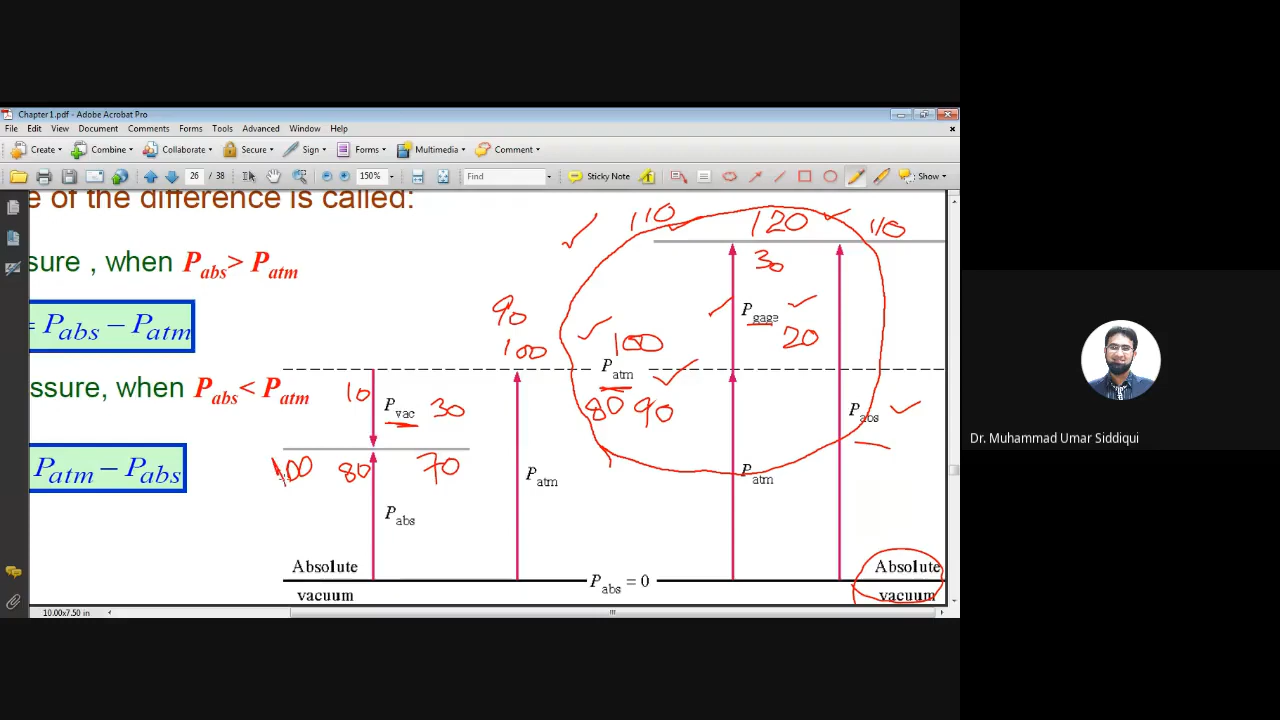 Chapter 1.pdf - Adobe Acrobat Pro
File Edit View Document Comments Forms Tools Advanced Window Help
Create Combine Collaborate Secure Sign Forms Multimedia Comment
26 / 38 150% Find Sticky Note Show
e of the difference is called:
sure , when Pabs> Patm
= Pabs – Patm
ssure, when Pabs< Patm
Patm – Pabs
110 120 110
30
90 Pgage
100 100 20
Patm
10 Pvac 30 80 90 Pabs
100 80 70
Patm Patm
Pabs
Absolute
vacuum
Pabs = 0
Absolute
vacuum
10.00x7.50 in
Dr. Muhammad Umar Siddiqui